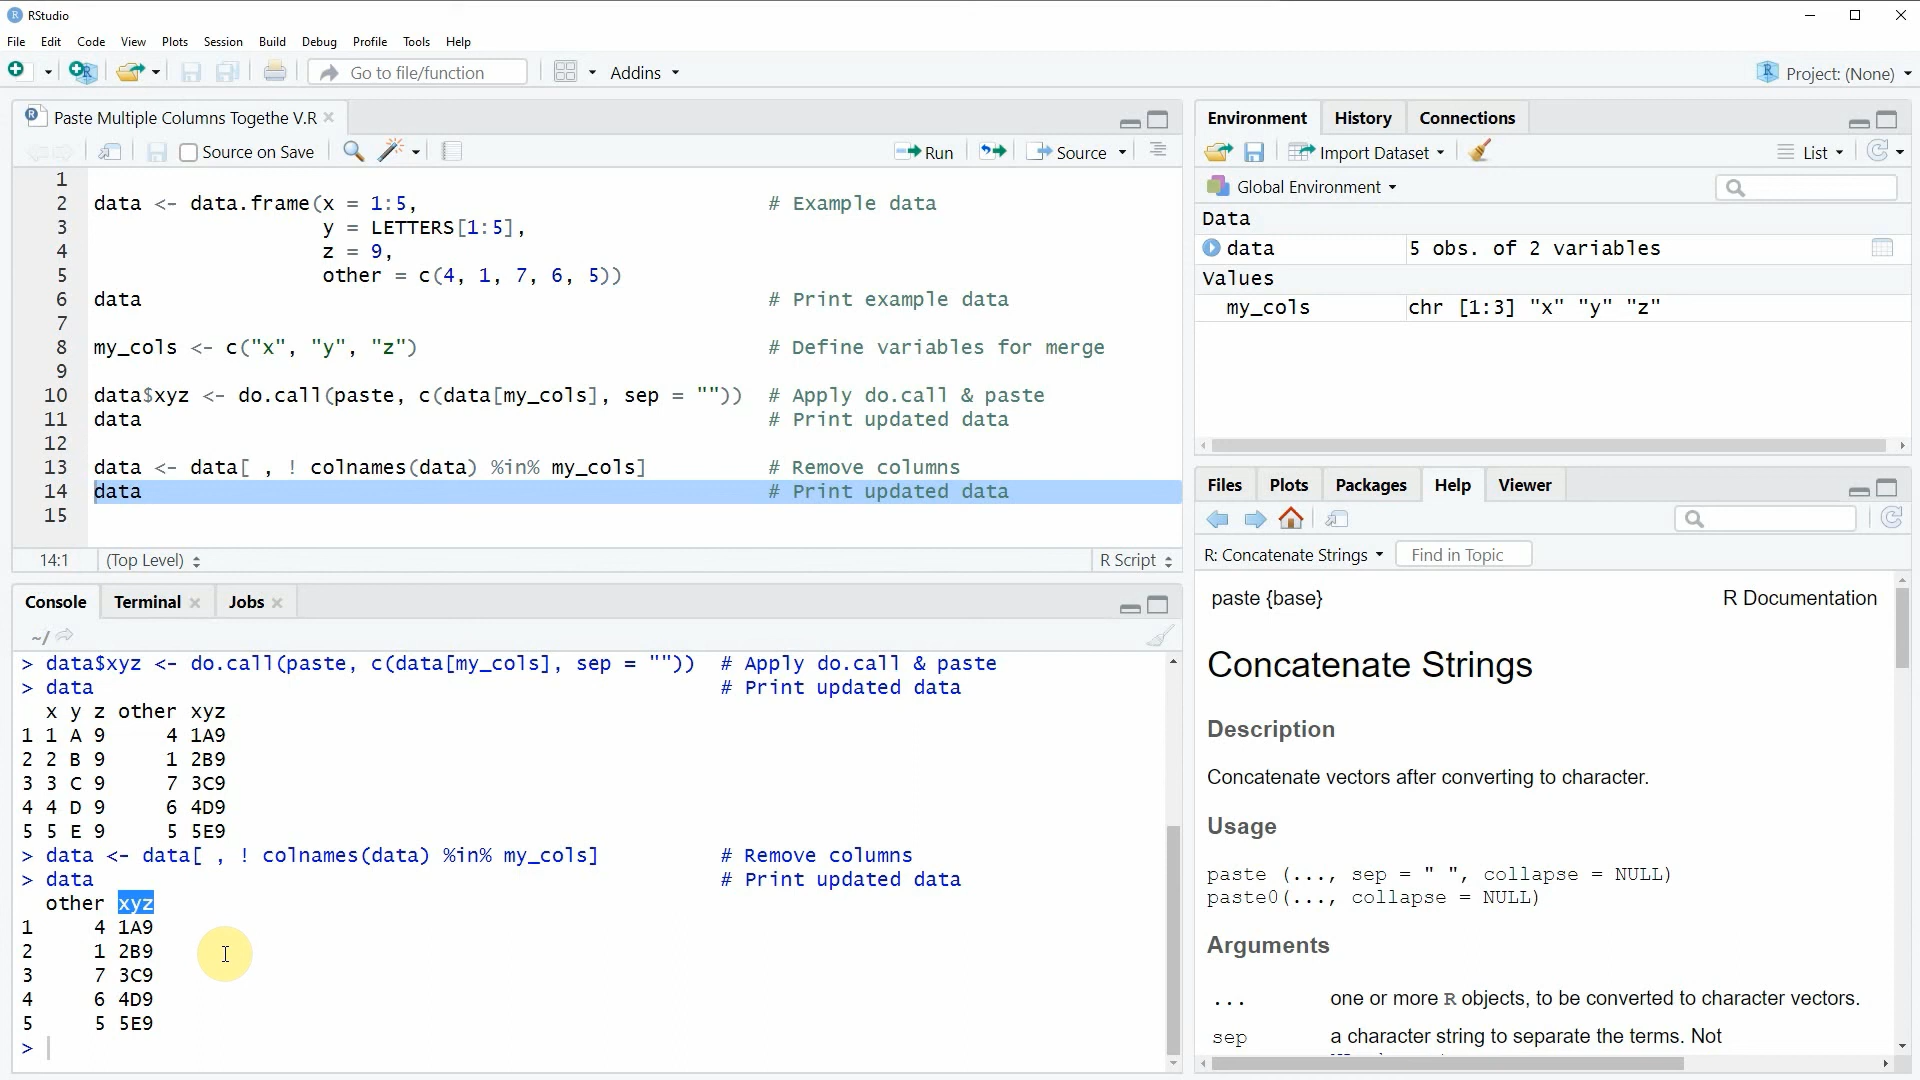 RStudio
File Edit Code View Plots Session Build Debug Profile Tools Help
Go to file/function Addins Project: (None)
Paste Multiple Columns Togethe V.R
Source on Save Run Source
1
2 data <- data.frame(x = 1:5, # Example data
3 y = LETTERS[1:5],
4 z = 9,
5 other = c(4, 1, 7, 6, 5))
6 data # Print example data
7
8 my_cols <- c("x", "y", "z") # Define variables for merge
9
10 data$xyz <- do.call(paste, c(data[my_cols], sep = "")) # Apply do.call & paste
11 data # Print updated data
12
13 data <- data[ , ! colnames(data) %in% my_cols] # Remove columns
14 data # Print updated data
15
14:1 (Top Level) R Script
Console Terminal Jobs
~/
> data$xyz <- do.call(paste, c(data[my_cols], sep = "")) # Apply do.call & paste
> data # Print updated data
x y z other xyz
1 1 A 9 4 1A9
2 2 B 9 1 2B9
3 3 C 9 7 3C9
4 4 D 9 6 4D9
5 5 E 9 5 5E9
> data <- data[ , ! colnames(data) %in% my_cols] # Remove columns
> data # Print updated data
other xyz
1 4 1A9
2 1 2B9
3 7 3C9
4 6 4D9
5 5 5E9
>
Environment History Connections
Import Dataset List
Global Environment
Data
data 5 obs. of 2 variables
Values
my_cols chr [1:3] "x" "y" "z"
Files Plots Packages Help Viewer
R: Concatenate Strings Find in Topic
paste {base} R Documentation
Concatenate Strings
Description
Concatenate vectors after converting to character.
Usage
paste (..., sep = " ", collapse = NULL)
paste0(..., collapse = NULL)
Arguments
... one or more R objects, to be converted to character vectors.
sep a character string to separate the terms. Not